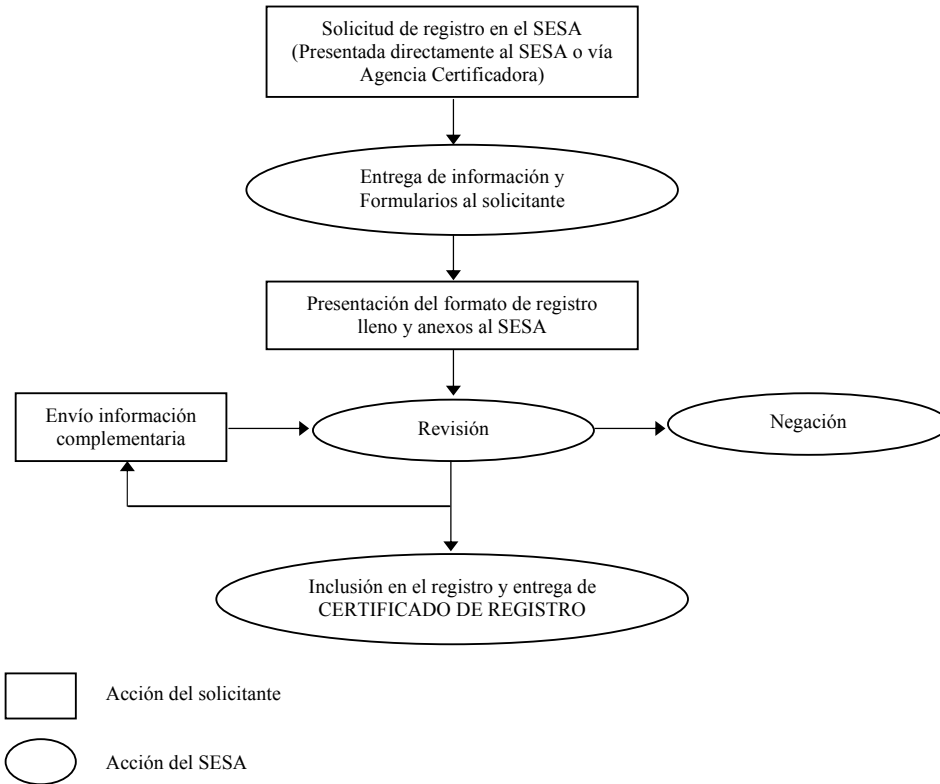 Solicitud de registro en el SESA
(Presentada directamente al SESA o vía
Agencia Certificadora)
Entrega de información y
Formularios al solicitante
Presentación del formato de registro
lleno y anexos al SESA
Envío información
complementaria
Revisión
Negación
Inclusión en el registro y entrega de
CERTIFICADO DE REGISTRO
Acción del solicitante
Acción del SESA